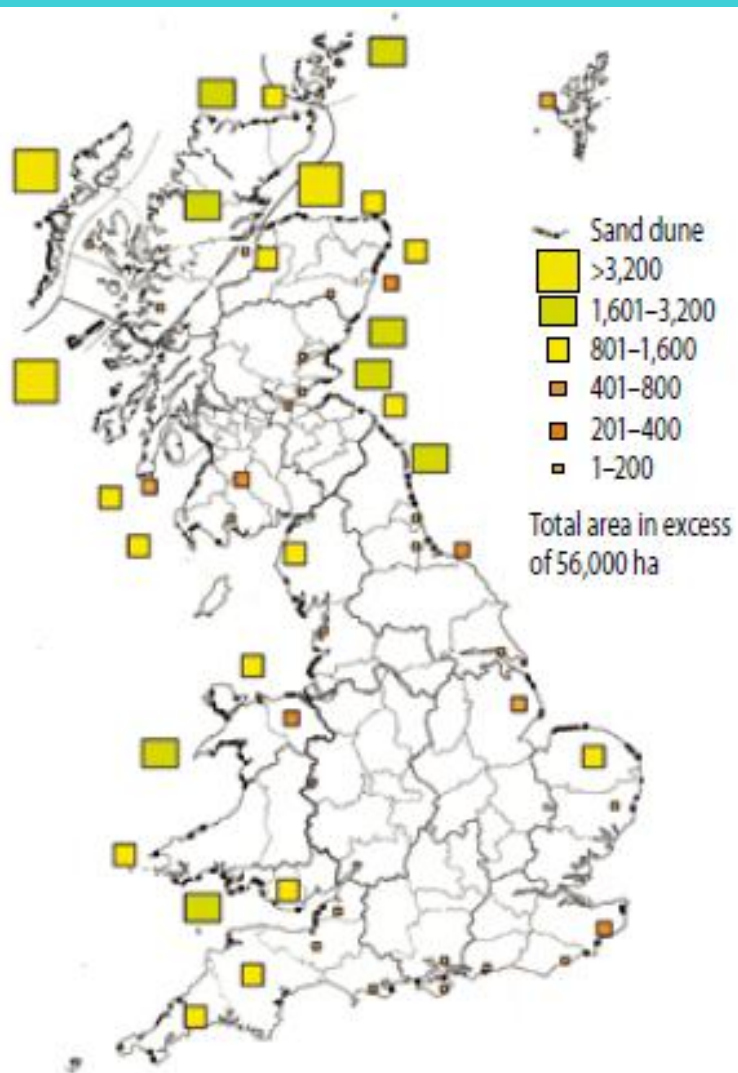 Sand dune
>3,200
1,601–3,200
801–1,600
401–800
201–400
1–200
Total area in excess
of 56,000 ha